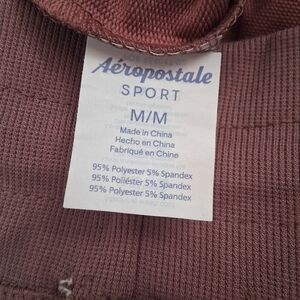 Aéropostale
SPORT
M/M
Made in China
Hecho en China
Fabriqué en Chine
95% Polyester 5% Spandex
95% Poliéster 5% Spandex
95% Polyester 5% Spandex